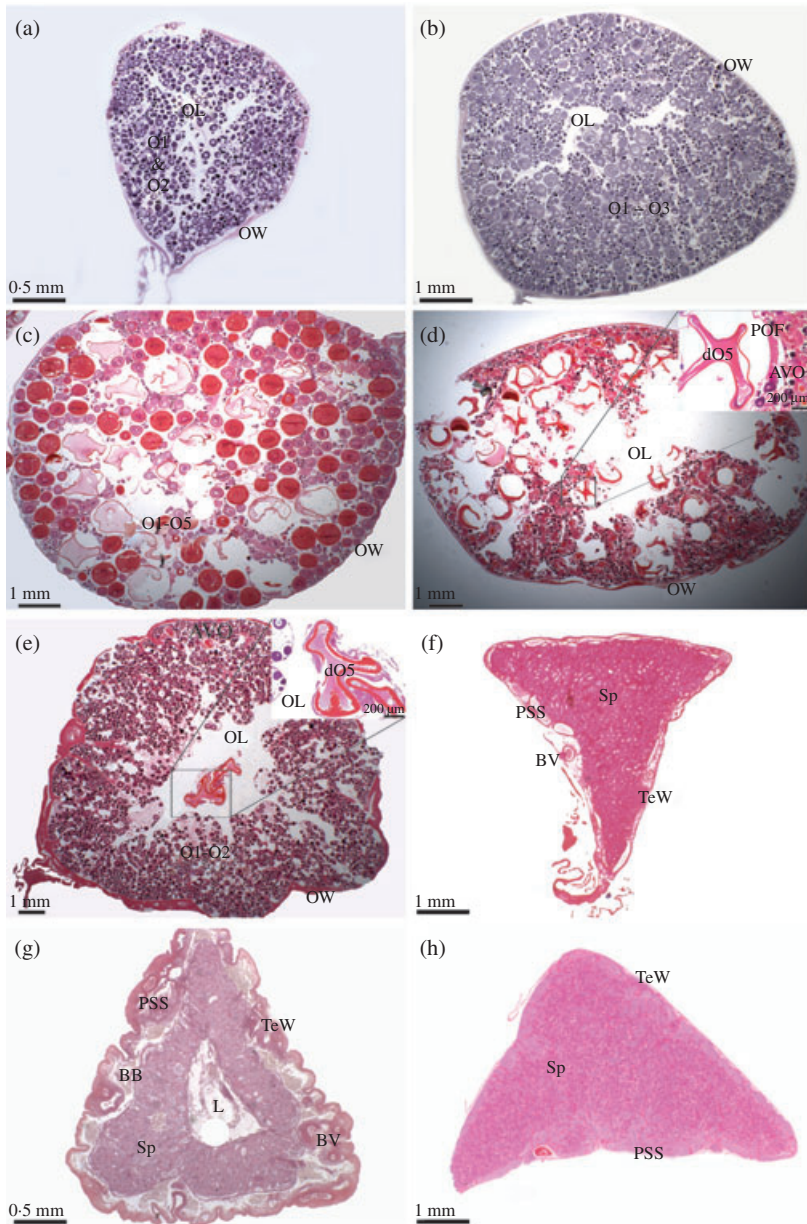 (a)
OL
O1
&
O2
OW
0·5 mm
(b)
OW
OL
O1 – O3
1 mm
(c)
O1–O5
OW
1 mm
(d)
POF
dO5
AVO
200 μm
OL
OW
1 mm
(e)
AVO
dO5
OL
200 μm
OL
O1–O2
OW
1 mm
(f)
Sp
PSS
BV
TeW
1 mm
(g)
PSS
TeW
BB
L
Sp
BV
0·5 mm
(h)
TeW
Sp
PSS
1 mm